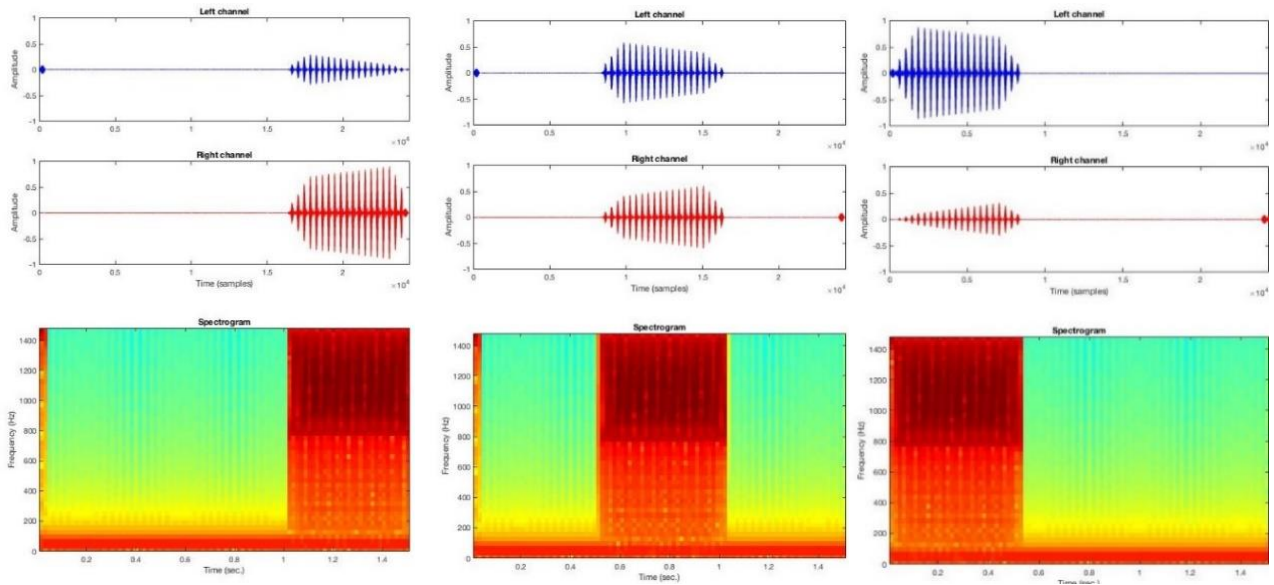 Left channel
Amplitude
1
0.5
0
-0.5
-1
0 0.5 1 1.5 2
×10⁴
Right channel
Amplitude
1
0.5
0
-0.5
-1
0 0.5 1 1.5 2
Time (samples)
×10⁴
Spectrogram
Frequency (Hz)
1400
1200
1000
800
600
400
200
0
0.2 0.4 0.6 0.8 1 1.2 1.4
Time (sec.)
Left channel
Amplitude
1
0.5
0
-0.5
-1
0 0.5 1 1.5 2
×10⁴
Right channel
Amplitude
1
0.5
0
-0.5
-1
0 0.5 1 1.5 2
Time (samples)
×10⁴
Spectrogram
Frequency (Hz)
1400
1200
1000
800
600
400
200
0
0.2 0.4 0.6 0.8 1 1.2 1.4
Time (sec.)
Left channel
Amplitude
1
0.5
0
-0.5
-1
0 0.5 1 1.5 2
×10⁴
Right channel
Amplitude
1
0.5
0
-0.5
-1
0 0.5 1 1.5 2
Time (samples)
×10⁴
Spectrogram
Frequency (Hz)
1400
1200
1000
800
600
400
200
0
0.2 0.4 0.6 0.8 1 1.2 1.4
Time (sec.)